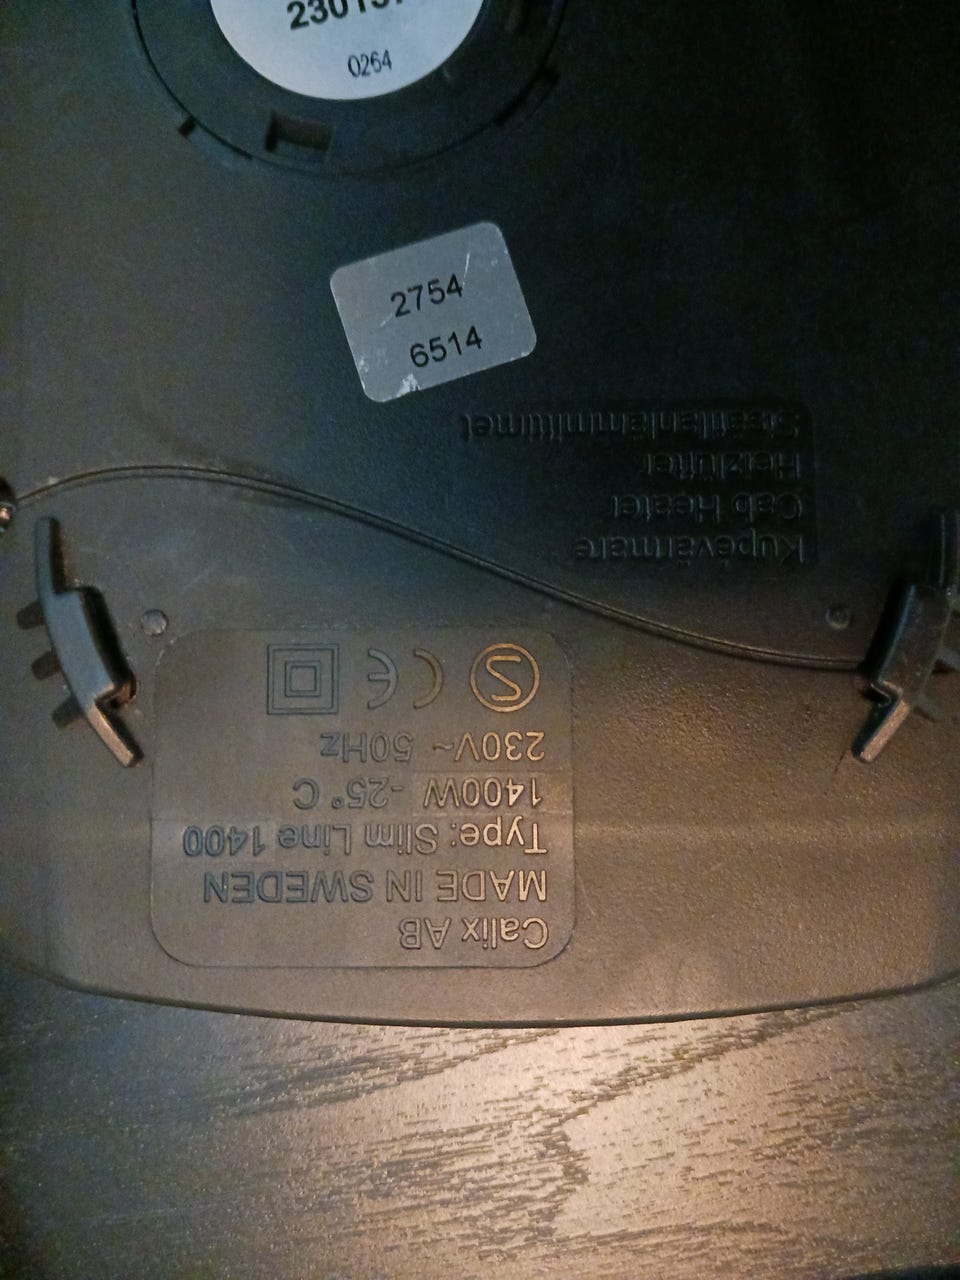 0264
2754
6514
Kupévärmare
Cab Heater
Heizlüfter
Calix AB
MADE IN SWEDEN
Type: Slim Line 1400
1400W -25° C
230V~ 50Hz
S CE